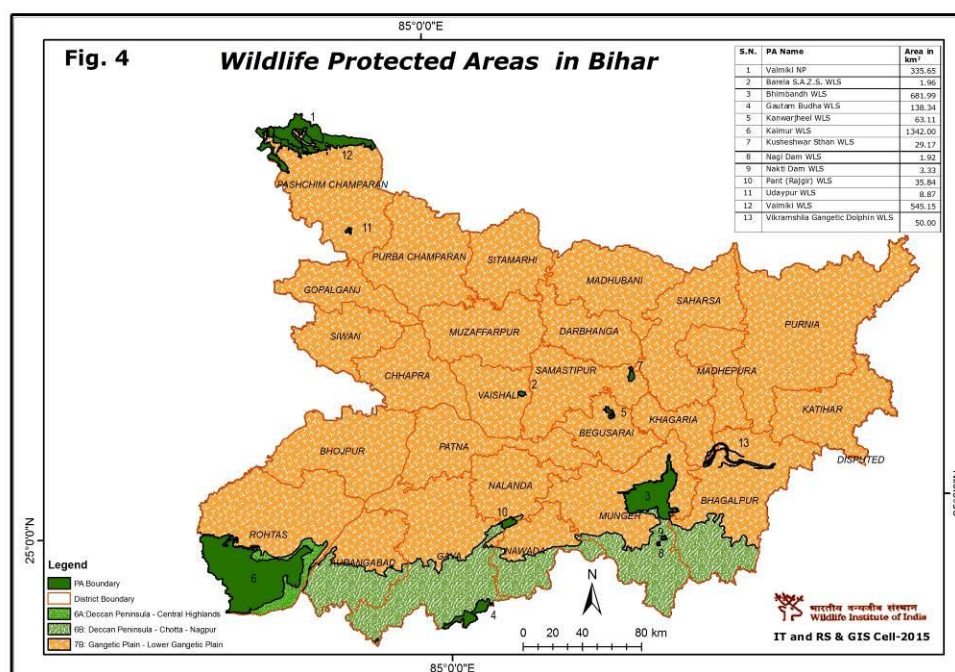 85°0'0"E
Fig. 4
Wildlife Protected Areas in Bihar
S.N. PA Name Area in km²
1 Valmiki NP 335.65
2 Barela S.A.Z.S. WLS 1.96
3 Bhimbandh WLS 681.99
4 Gautam Budha WLS 138.34
5 Kanwarjheel WLS 63.11
6 Kaimur WLS 1342.00
7 Kusheshwar Sthan WLS 29.17
8 Nagi Dam WLS 1.92
9 Nakti Dam WLS 3.33
10 Pant (Rajgir) WLS 35.84
11 Udaypur WLS 8.87
12 Valmiki WLS 545.15
13 Vikramshila Gangetic Dolphin WLS 50.00
1
12
PASHCHIM CHAMPARAN
11
PURBA CHAMPARAN
SITAMARHI
MADHUBANI
GOPALGANJ
SAHARSA
PURNIA
SIWAN
MUZAFFARPUR
DARBHANGA
CHHAPRA
SAMASTIPUR
7
MADHEPURA
VAISHALI
2
5
KHAGARIA
KATIHAR
BEGUSARAI
13
BHOJPUR
PATNA
DISPUTED
NALANDA
3
BHAGALPUR
10
MUNGER
ROHTAS
9
8
AURANGABAD
GAYA
NAWADA
6
4
25°0'0"N
25°0'0"N
Legend
PA Boundary
District Boundary
6A:Deccan Peninsula - Central Highlands
6B: Deccan Peninsula - Chotta - Nagpur
7B: Gangetic Plain - Lower Gangetic Plain
N
0 20 40 80 km
भारतीय वन्यजीव संस्थान
Wildlife Institute of India
IT and RS & GIS Cell-2015
85°0'0"E